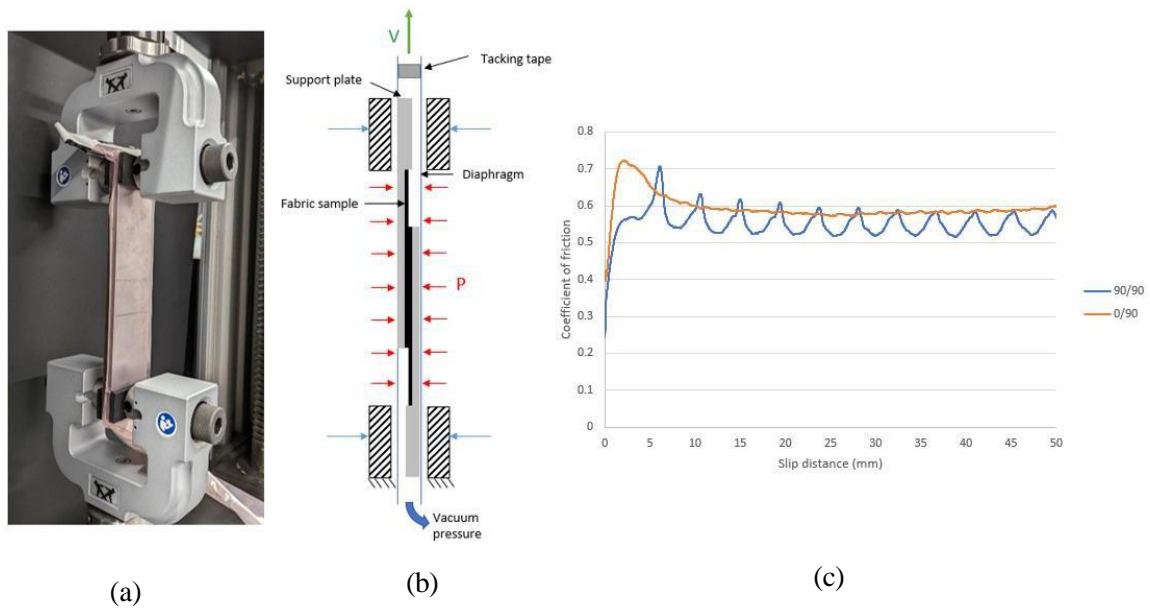 V
Tacking tape
Support plate
Diaphragm
Fabric sample
P
Vacuum
pressure
0.8
0.7
0.6
0.5
0.4
0.3
0.2
0.1
0
Coefficient of friction
0 5 10 15 20 25 30 35 40 45 50
Slip distance (mm)
90/90
0/90
(a)
(b)
(c)